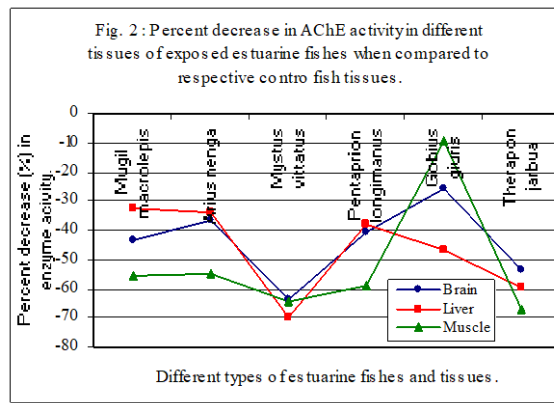 Fig. 2 : Percent decrease in AChE activity in different
tissues of exposed estuarine fishes when compared to
respective contro fish tissues.
Percent decrease (%) in
enzyme acivity.
0
-10
-20
-30
-40
-50
-60
-70
-80
Mugil
macrolepis
Arius nenga
Mystus
vittatus
Pentaprion
longimanus
Gobius
giuris
Therapon
jarbua
Brain
Liver
Muscle
Different types of estuarine fishes and tissues .